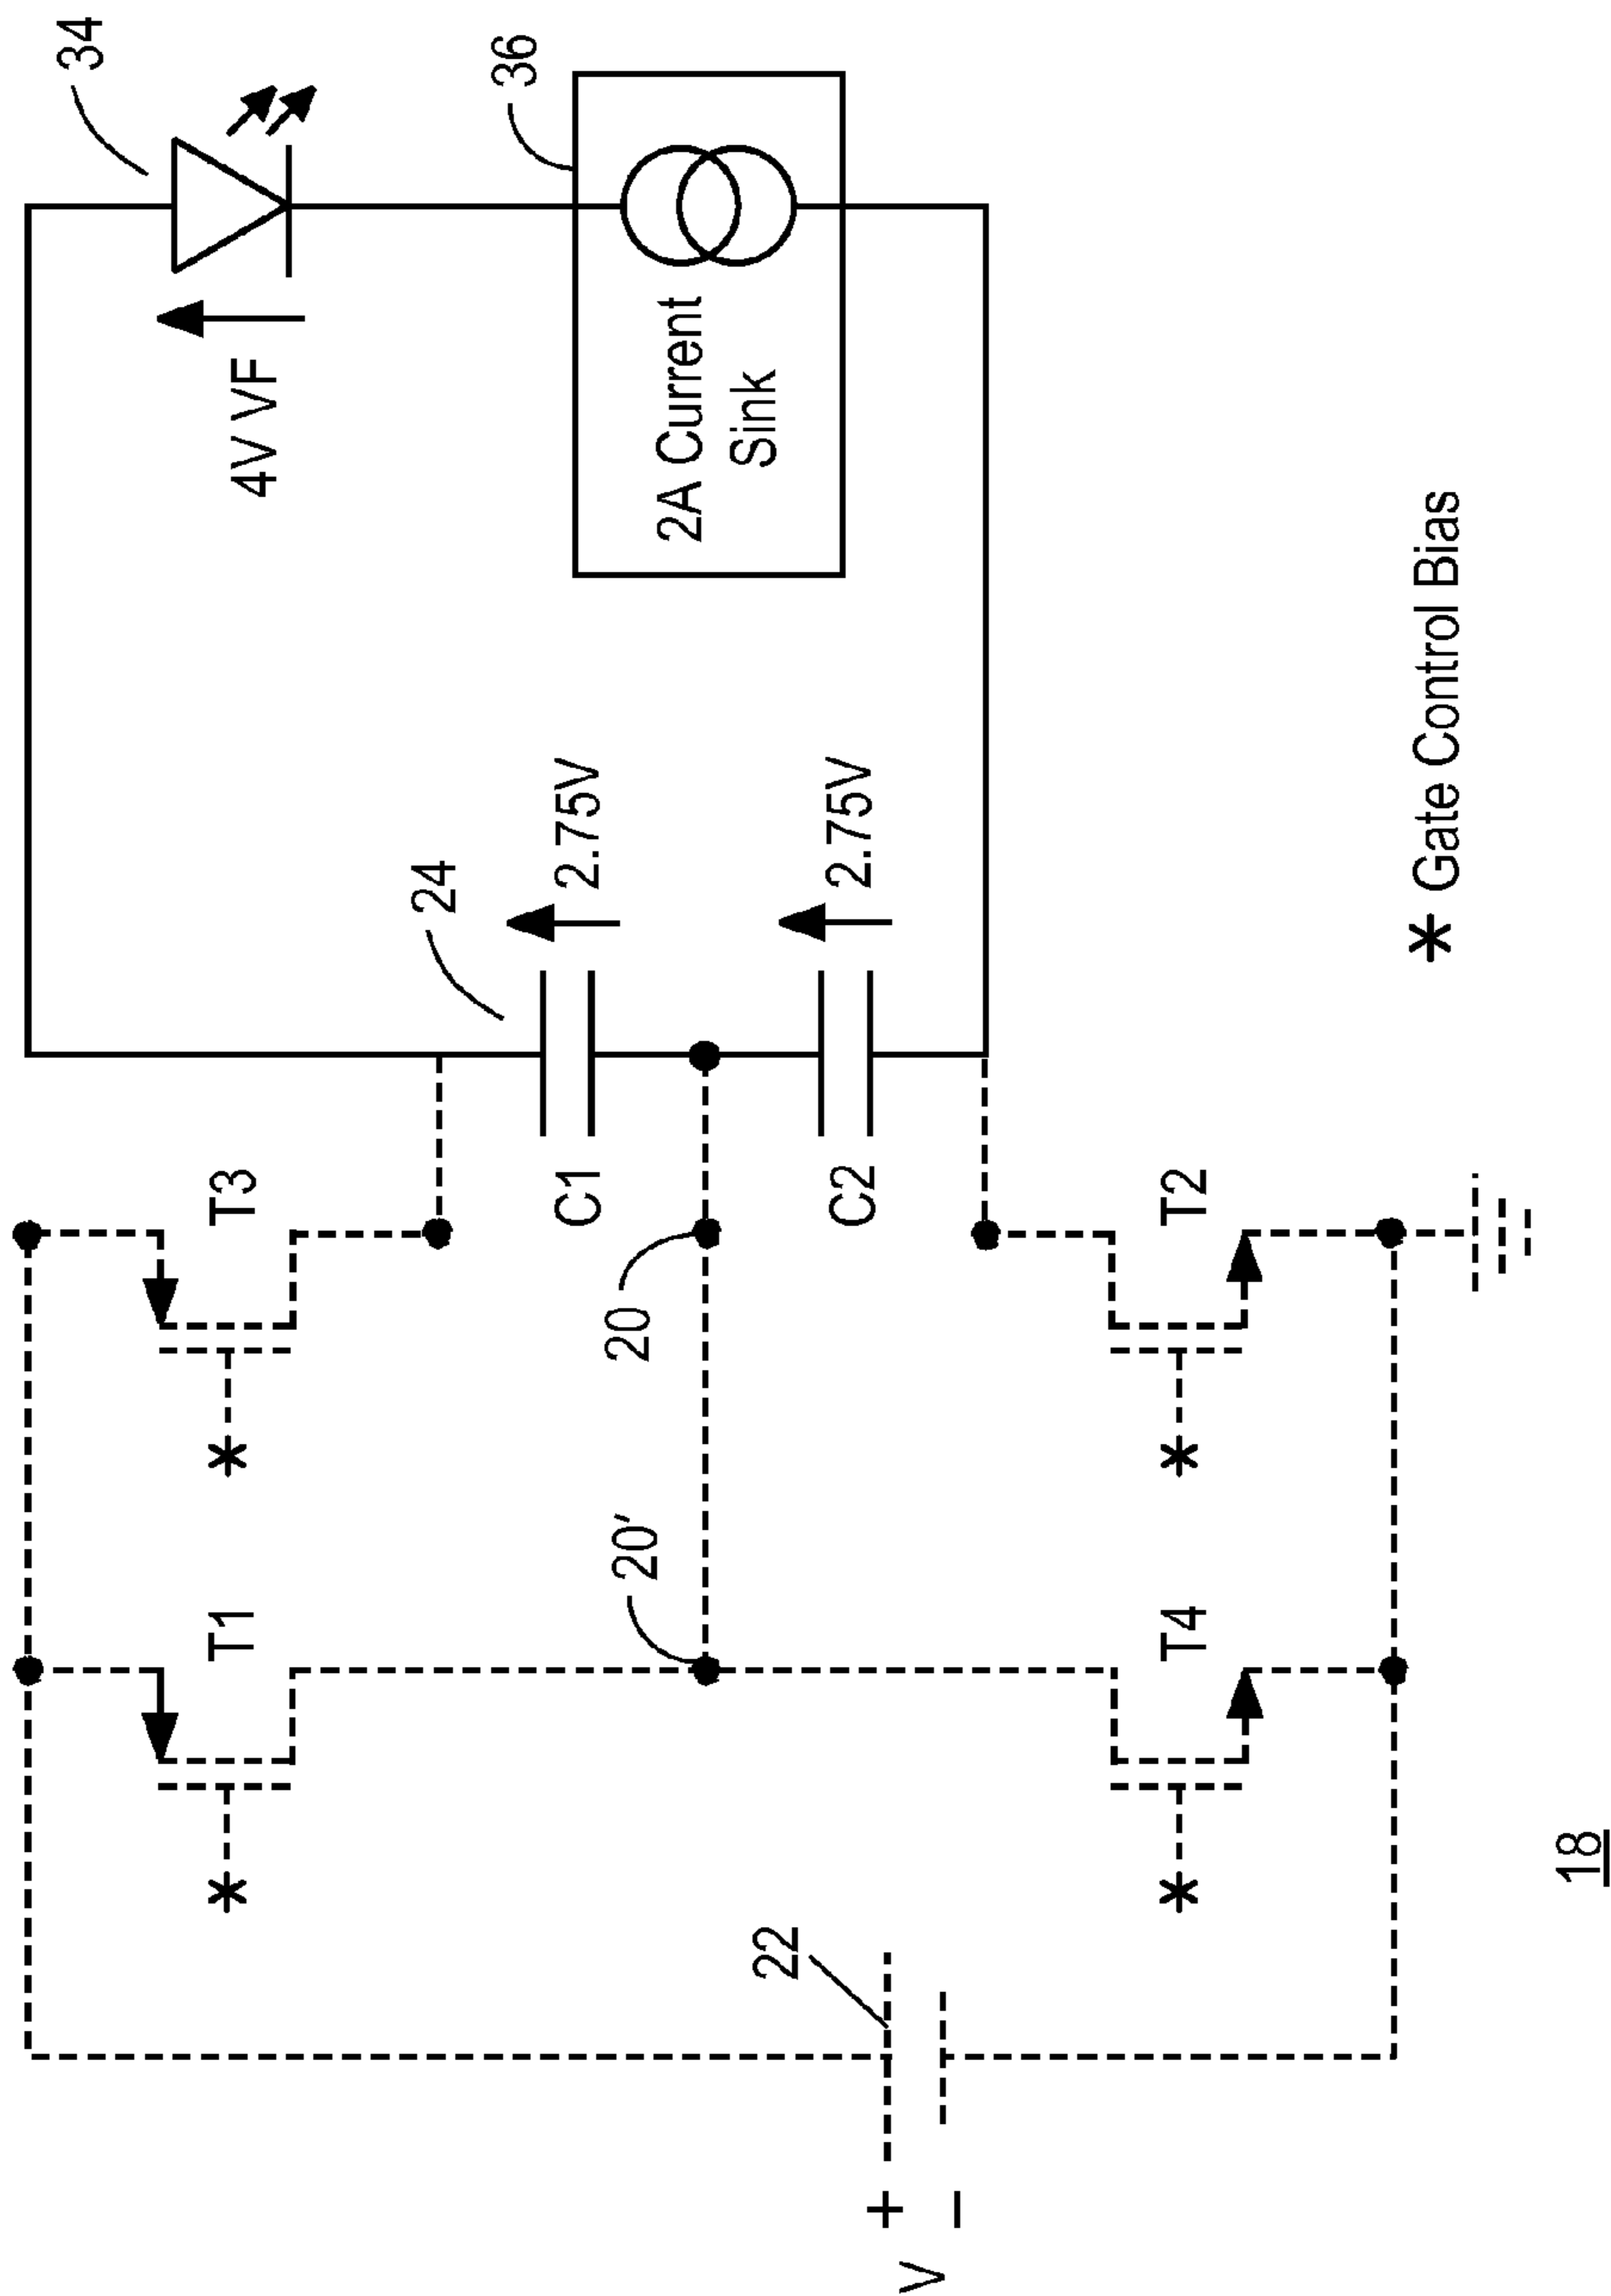 34
4V VF
36
2A Current
Sink
24
2.75V
2.75V
C1
C2
T3
T2
20
20′
T1
T4
22
V
+
−
* Gate Control Bias
*
*
*
*
18